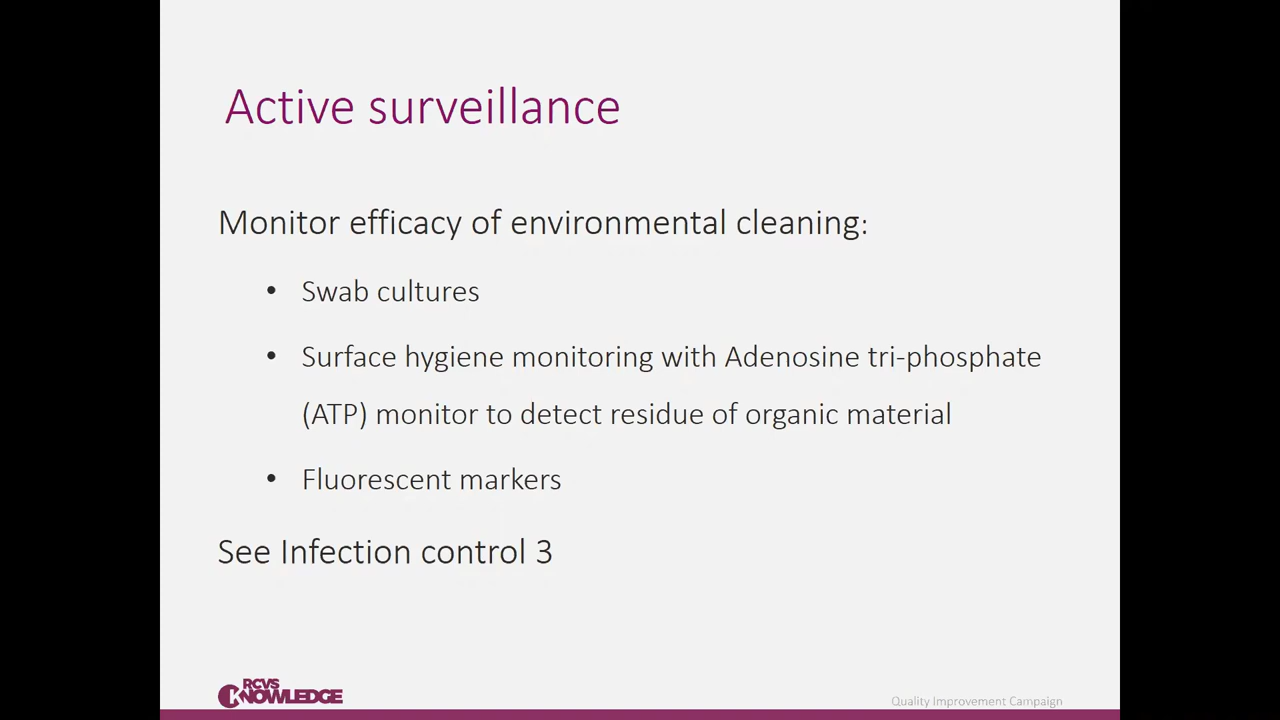 Active surveillance
Monitor efficacy of environmental cleaning:
• Swab cultures
• Surface hygiene monitoring with Adenosine tri-phosphate
(ATP) monitor to detect residue of organic material
• Fluorescent markers
See Infection control 3
RCVS
KNOWLEDGE
Quality Improvement Campaign